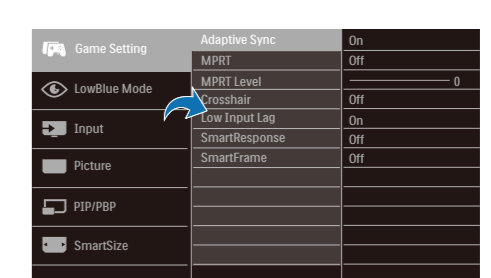 Game Setting
LowBlue Mode
Input
Picture
PIP/PBP
SmartSize
Adaptive Sync On
MPRT Off
MPRT Level 0
Crosshair Off
Low Input Lag On
SmartResponse Off
SmartFrame Off